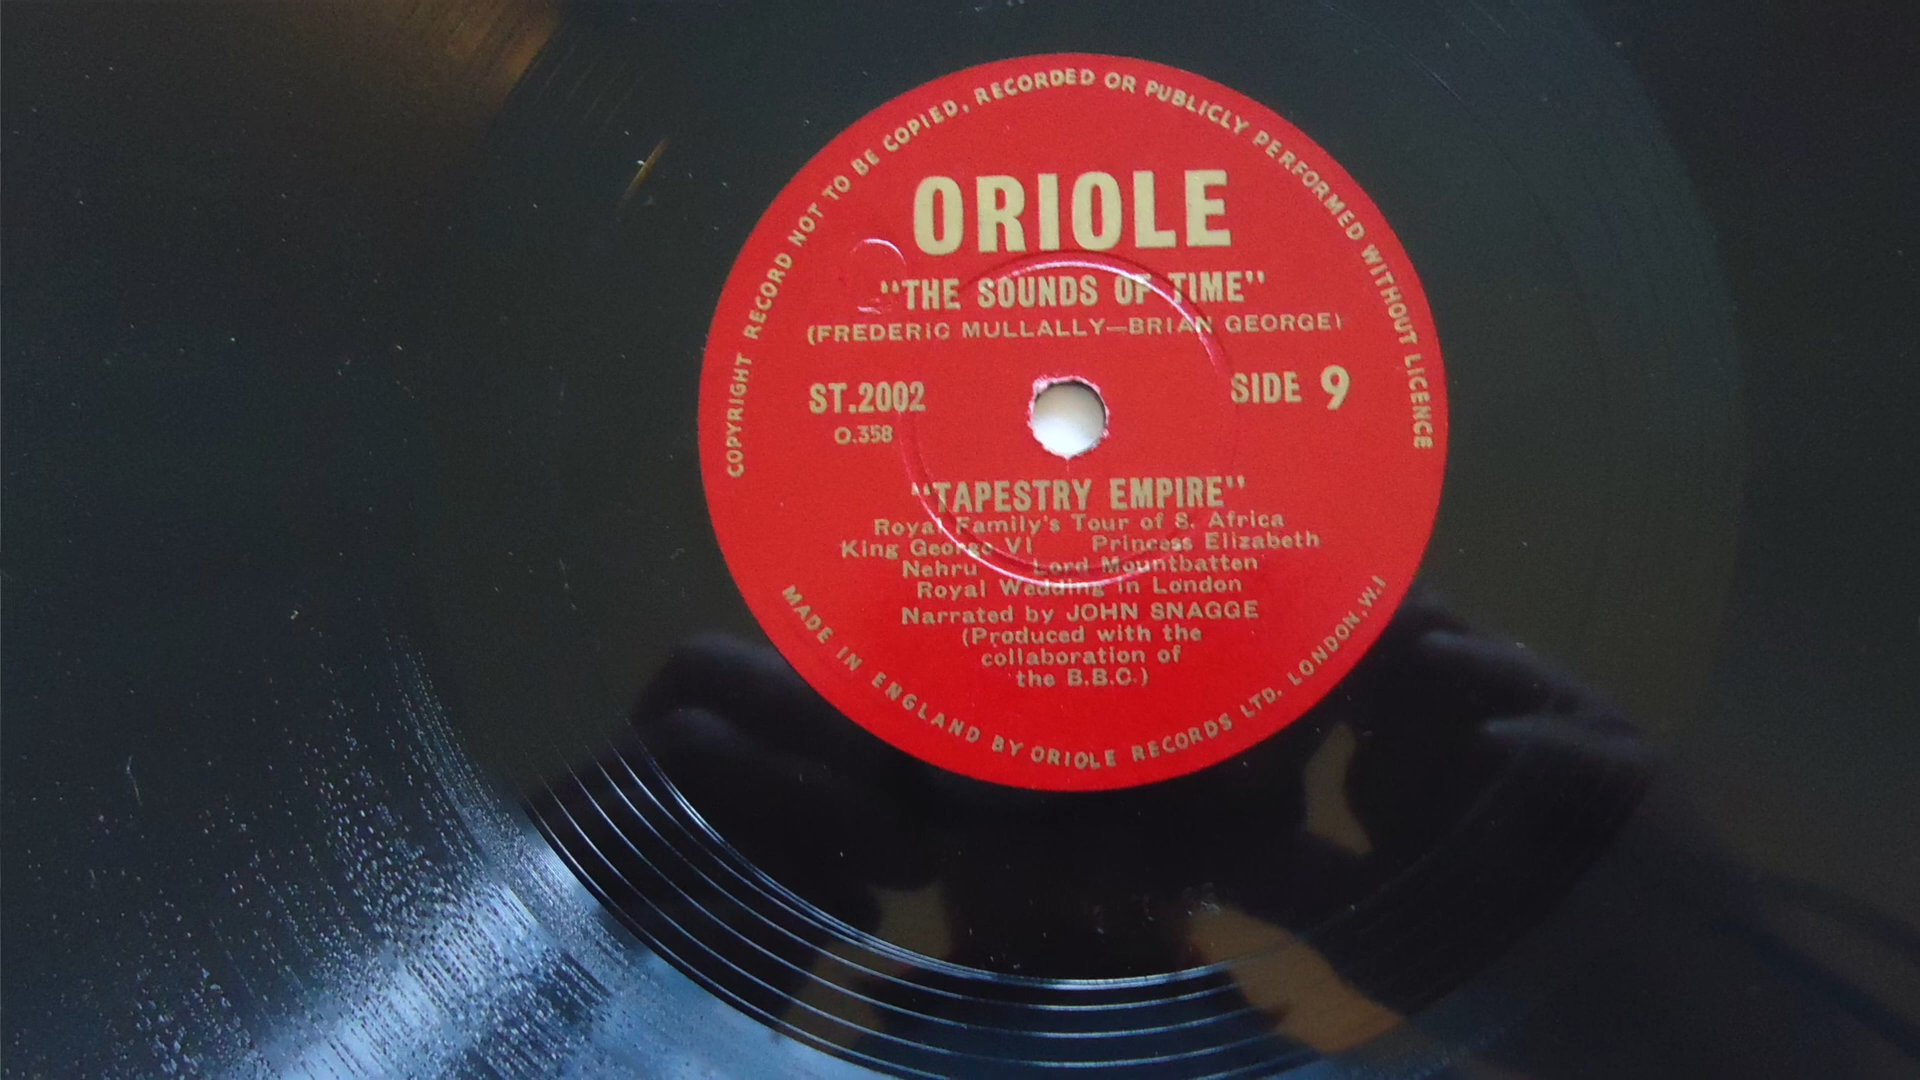 COPYRIGHT RECORD NOT TO BE COPIED, RECORDED OR PUBLICLY PERFORMED WITHOUT LICENCE
ORIOLE
"THE SOUNDS OF TIME"
(FREDERIC MULLALLY—BRIAN GEORGE)
ST.2002 SIDE 9
O.358
"TAPESTRY EMPIRE"
Royal Family's Tour of S. Africa
King George VI Princess Elizabeth
Nehru Lord Mountbatten
Royal Wedding in London
Narrated by JOHN SNAGGE
(Produced with the
collaboration of
the B.B.C.)
MADE IN ENGLAND BY ORIOLE RECORDS LTD. LONDON, W.I